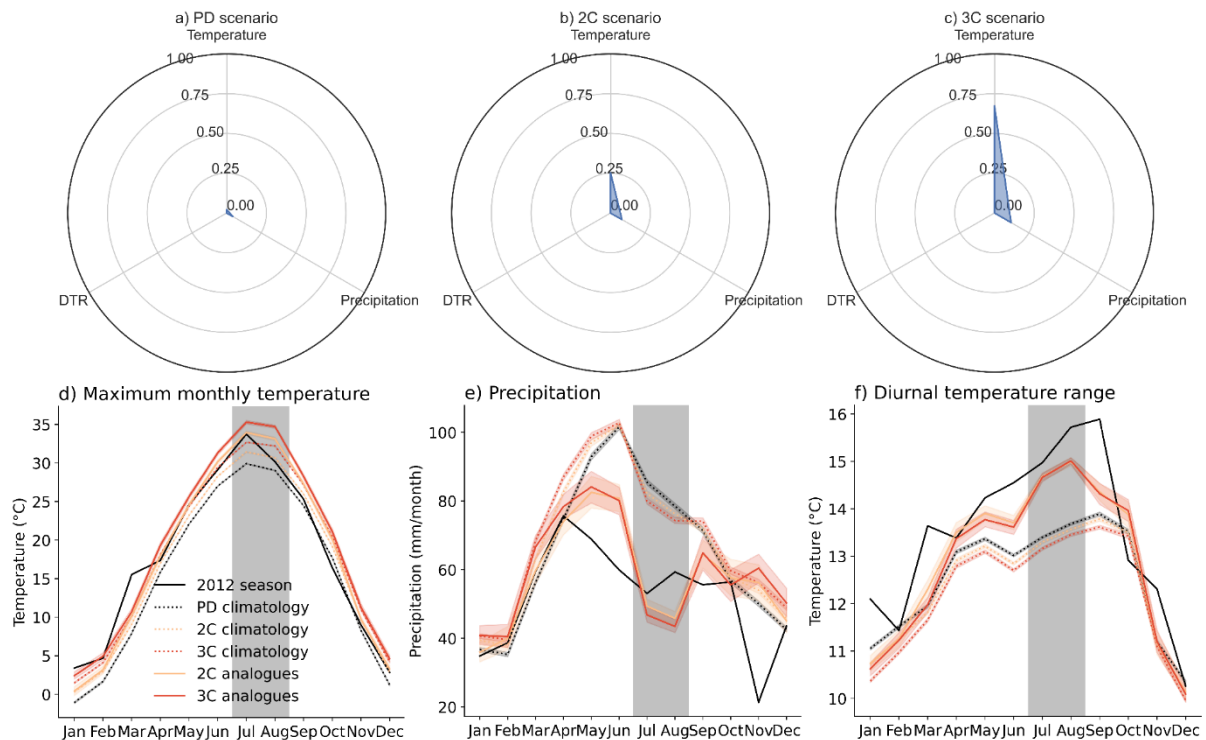 a) PD scenario
Temperature
1.00
0.75
0.50
0.25
0.00
DTR
Precipitation
b) 2C scenario
Temperature
1.00
0.75
0.50
0.25
0.00
DTR
Precipitation
c) 3C scenario
Temperature
1.00
0.75
0.50
0.25
0.00
DTR
Precipitation
d) Maximum monthly temperature
Temperature (°C)
35
30
25
20
15
10
5
0
2012 season
PD climatology
2C climatology
3C climatology
2C analogues
3C analogues
Jan Feb Mar Apr May Jun Jul Aug Sep Oct Nov Dec
e) Precipitation
Precipitation (mm/month)
100
80
60
40
20
Jan Feb Mar Apr May Jun Jul Aug Sep Oct Nov Dec
f) Diurnal temperature range
Temperature (°C)
16
15
14
13
12
11
10
Jan Feb Mar Apr May Jun Jul Aug Sep Oct Nov Dec